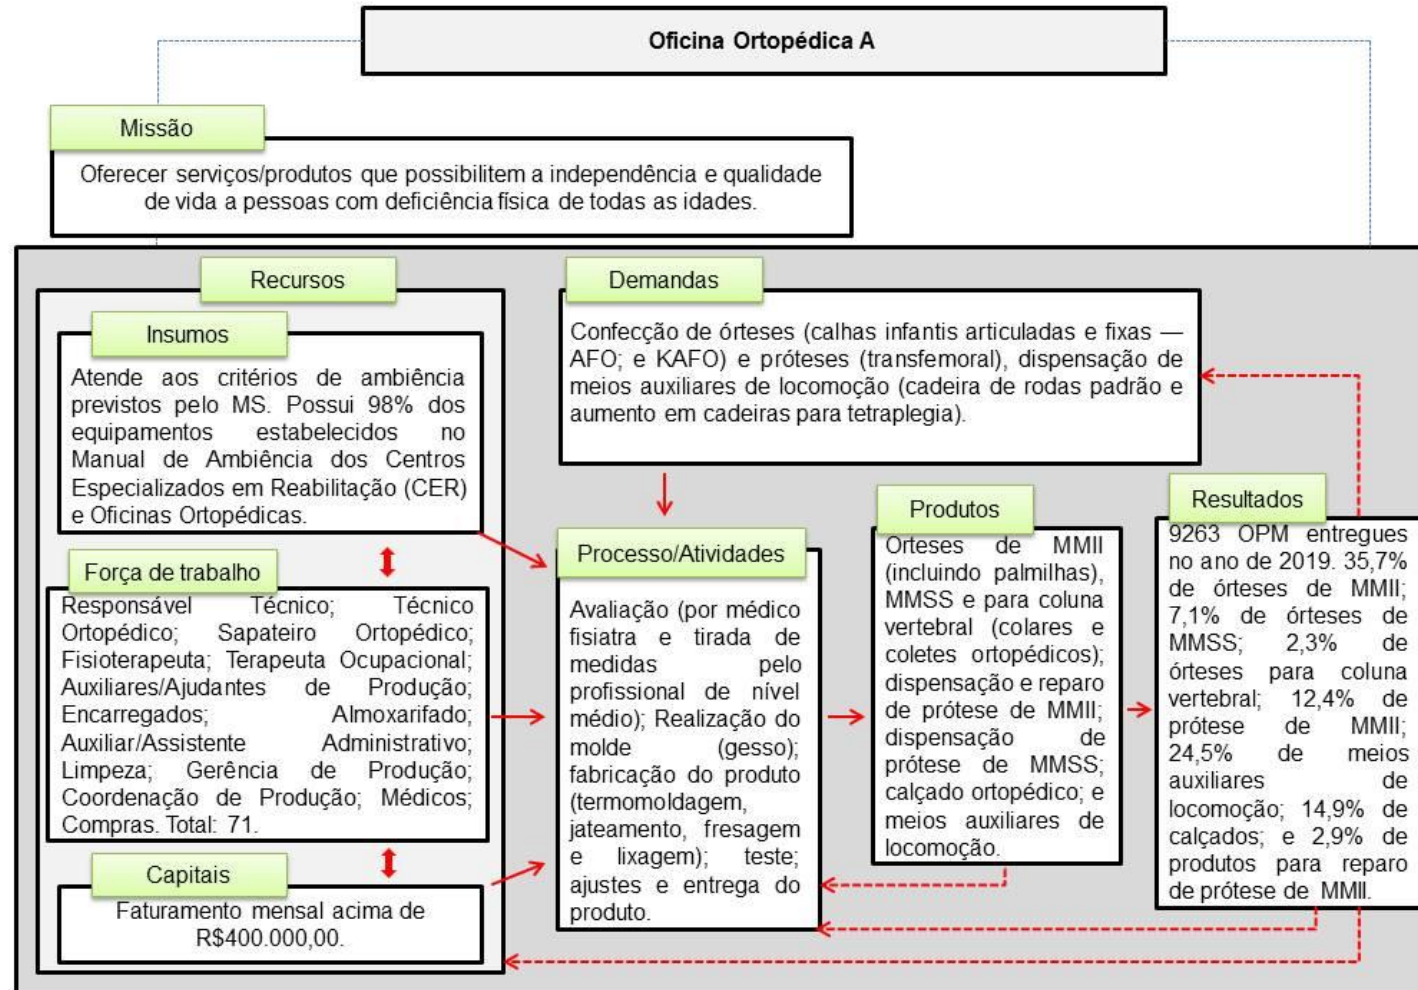 Oficina Ortopédica A
Missão
Oferecer serviços/produtos que possibilitem a independência e qualidade
de vida a pessoas com deficiência física de todas as idades.
Recursos
Insumos
Atende aos critérios de ambiência
previstos pelo MS. Possui 98% dos
equipamentos estabelecidos no
Manual de Ambiência dos Centros
Especializados em Reabilitação (CER)
e Oficinas Ortopédicas.
Força de trabalho
Responsável Técnico; Técnico
Ortopédico; Sapateiro Ortopédico;
Fisioterapeuta; Terapeuta Ocupacional;
Auxiliares/Ajudantes de Produção;
Encarregados; Almoxarifado;
Auxiliar/Assistente Administrativo;
Limpeza; Gerência de Produção;
Coordenação de Produção; Médicos;
Compras. Total: 71.
Capitais
Faturamento mensal acima de
R$400.000,00.
Demandas
Confecção de órteses (calhas infantis articuladas e fixas —
AFO; e KAFO) e próteses (transfemoral), dispensação de
meios auxiliares de locomoção (cadeira de rodas padrão e
aumento em cadeiras para tetraplegia).
Processo/Atividades
Avaliação (por médico
fisiatra e tirada de
medidas pelo
profissional de nível
médio); Realização do
molde (gesso);
fabricação do produto
(termomoldagem,
jateamento, fresagem
e lixagem); teste;
ajustes e entrega do
produto.
Produtos
Orteses de MMII
(incluindo palmilhas),
MMSS e para coluna
vertebral (colares e
coletes ortopédicos);
dispensação e reparo
de prótese de MMII;
dispensação de
prótese de MMSS;
calçado ortopédico; e
meios auxiliares de
locomoção.
Resultados
9263 OPM entregues
no ano de 2019. 35,7%
de órteses de MMII;
7,1% de órteses de
MMSS; 2,3% de
órteses para coluna
vertebral; 12,4% de
prótese de MMII;
24,5% de meios
auxiliares de
locomoção; 14,9% de
calçados; e 2,9% de
produtos para reparo
de prótese de MMII.